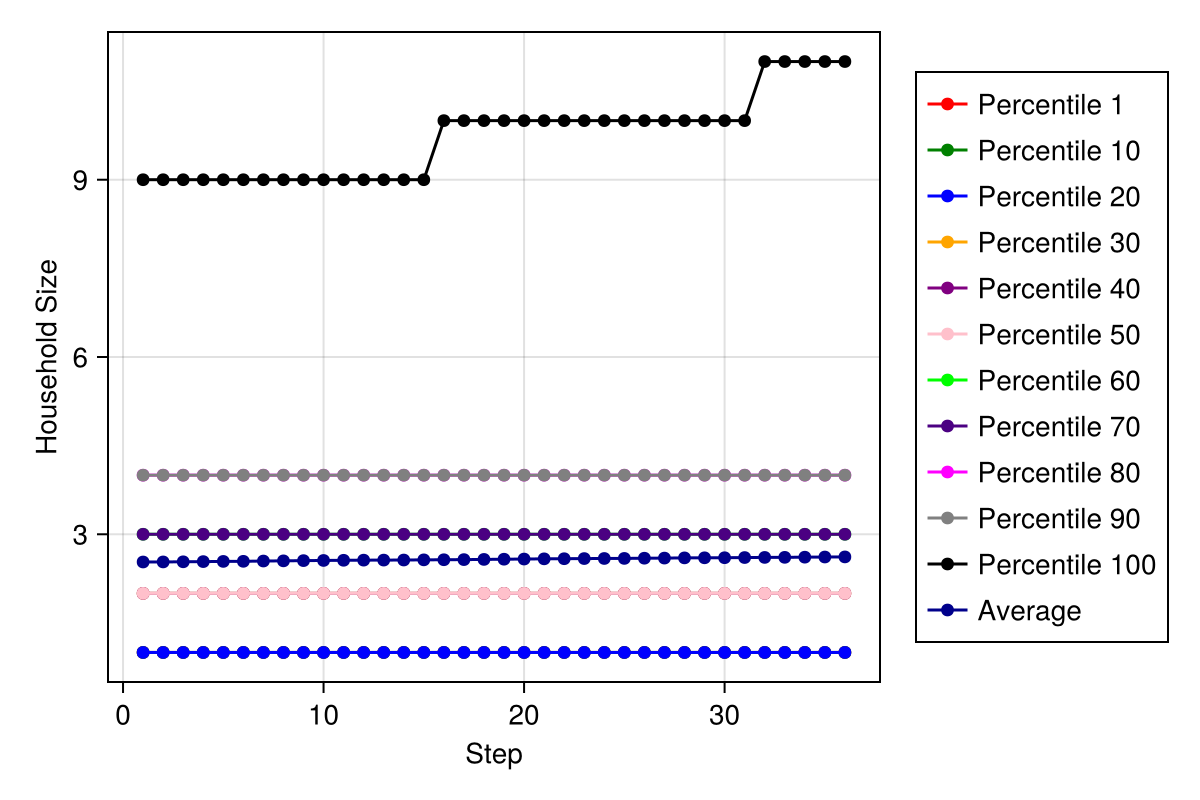 Household Size
9
6
3
0
10
20
30
Step
Percentile 1
Percentile 10
Percentile 20
Percentile 30
Percentile 40
Percentile 50
Percentile 60
Percentile 70
Percentile 80
Percentile 90
Percentile 100
Average